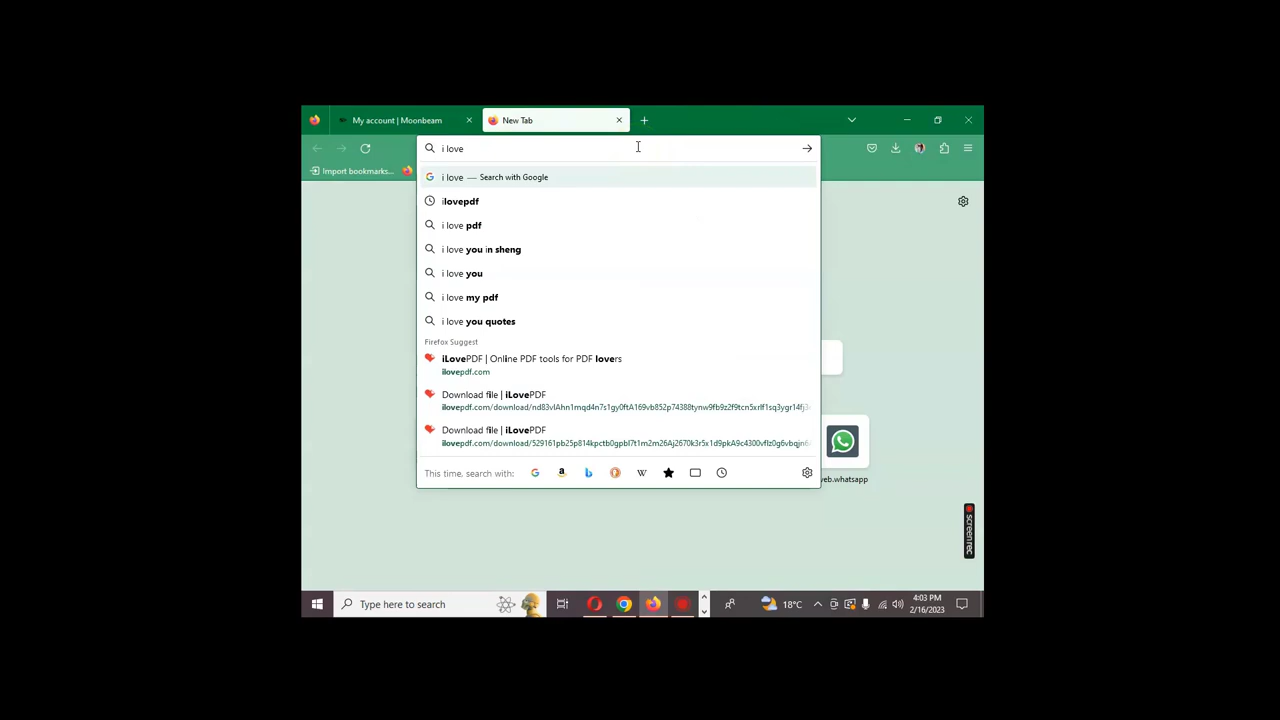 My account | Moonbeam
New Tab
i love
Import bookmarks...
i love — Search with Google
ilovepdf
i love pdf
i love you in sheng
i love you
i love my pdf
i love you quotes
Firefox Suggest
iLovePDF | Online PDF tools for PDF lovers
ilovepdf.com
Download file | iLovePDF
Download file | iLovePDF
This time, search with:
web.whatsapp
screenrec
Type here to search
18°C
4:03 PM
2/16/2023